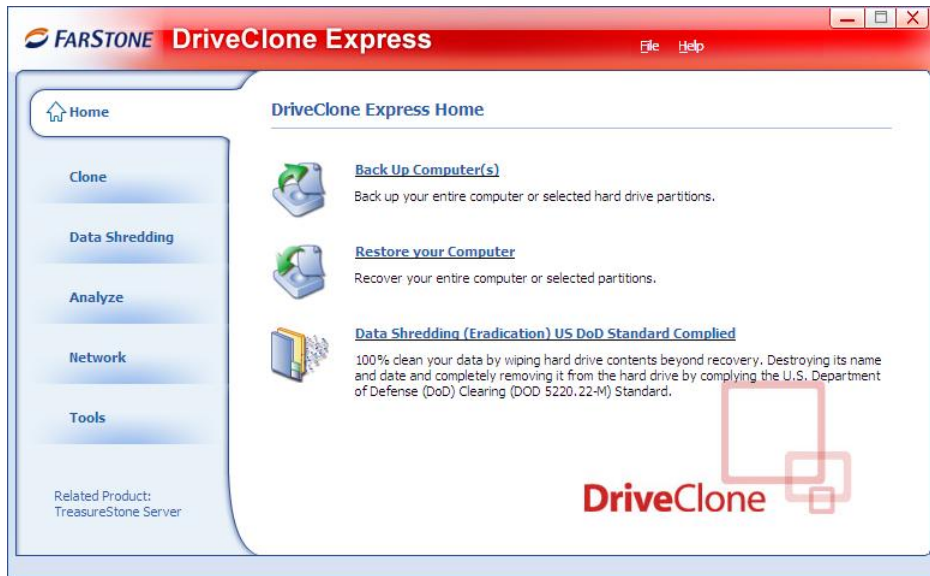 FARSTONE DriveClone Express
File Help
Home
Clone
Data Shredding
Analyze
Network
Tools
Related Product:
TreasureStone Server
DriveClone Express Home
Back Up Computer(s)
Back up your entire computer or selected hard drive partitions.
Restore your Computer
Recover your entire computer or selected partitions.
Data Shredding (Eradication) US DoD Standard Complied
100% clean your data by wiping hard drive contents beyond recovery. Destroying its name
and date and completely removing it from the hard drive by complying the U.S. Department
of Defense (DoD) Clearing (DOD 5220.22-M) Standard.
DriveClone